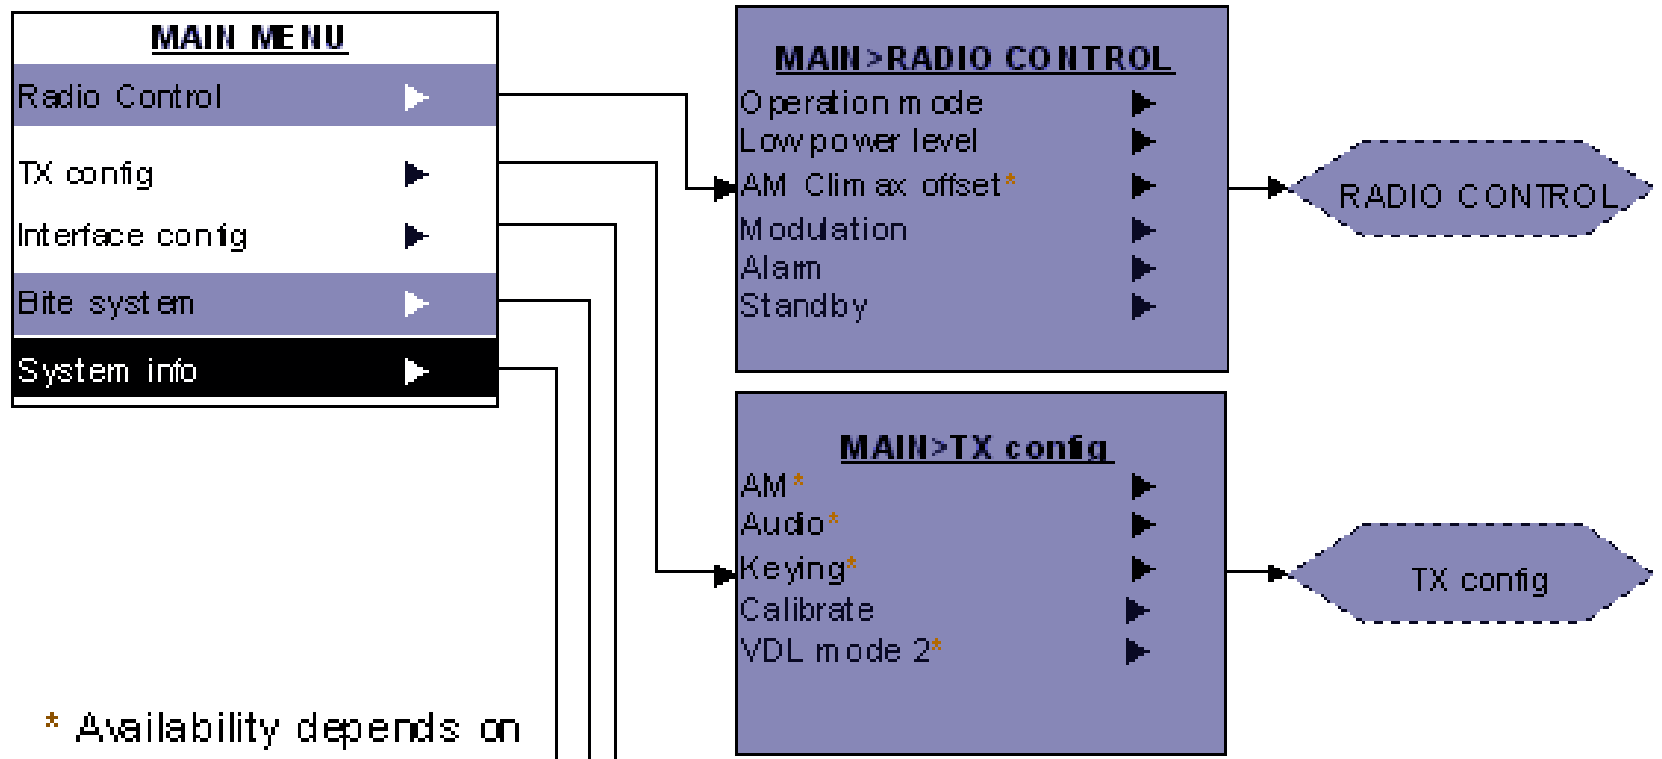 MAIN MENU
Radio Control
TX config
Interface config
Bite system
System info
* Availability depends on
MAIN>RADIO CONTROL
Operation mode
Low power level
AM Climax offset*
Modulation
Alarm
Standby
RADIO CONTROL
MAIN>TX config
AM*
Audio*
Keying*
Calibrate
VDL mode 2*
TX config